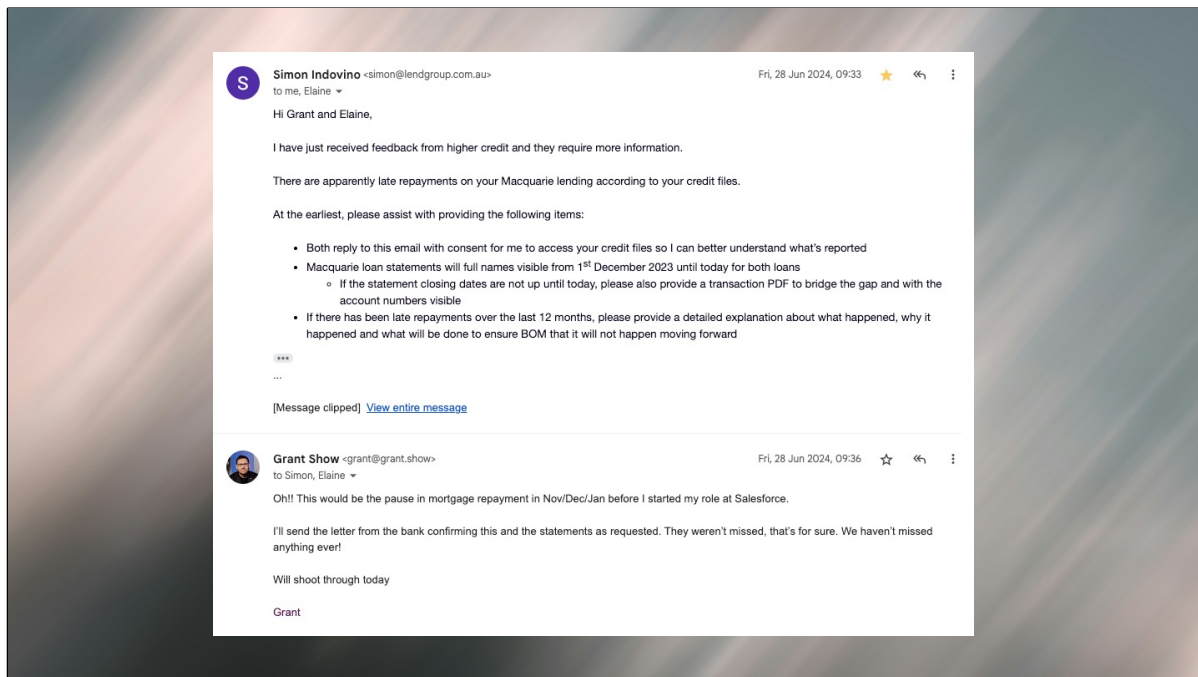 S
Simon Indovino <simon@lendgroup.com.au>
Fri, 28 Jun 2024, 09:33
to me, Elaine
Hi Grant and Elaine,
I have just received feedback from higher credit and they require more information.
There are apparently late repayments on your Macquarie lending according to your credit files.
At the earliest, please assist with providing the following items:
• Both reply to this email with consent for me to access your credit files so I can better understand what's reported
• Macquarie loan statements will full names visible from 1st December 2023 until today for both loans
○ If the statement closing dates are not up until today, please also provide a transaction PDF to bridge the gap and with the
account numbers visible
• If there has been late repayments over the last 12 months, please provide a detailed explanation about what happened, why it
happened and what will be done to ensure BOM that it will not happen moving forward
...
[Message clipped] View entire message
Grant Show <grant@grant.show>
Fri, 28 Jun 2024, 09:36
to Simon, Elaine
Oh!! This would be the pause in mortgage repayment in Nov/Dec/Jan before I started my role at Salesforce.
I'll send the letter from the bank confirming this and the statements as requested. They weren't missed, that's for sure. We haven't missed
anything ever!
Will shoot through today
Grant